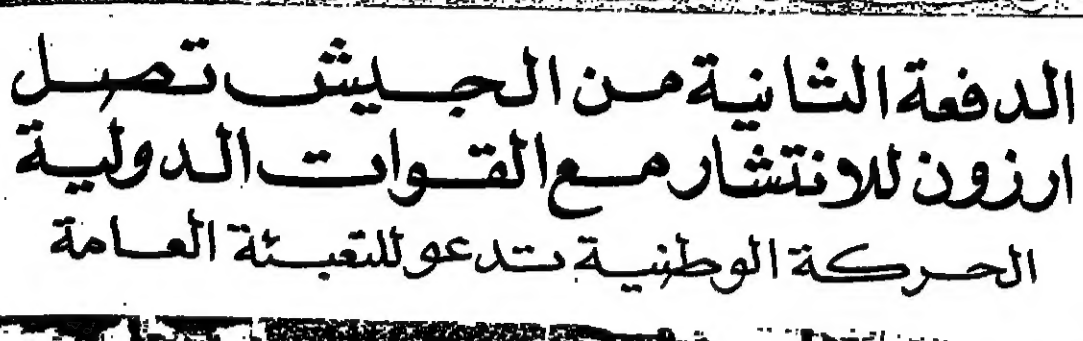 الدفعة الثانية من الجيش تصل
ارزون للانتشار مع القوات الدولية
الحركة الوطنية تدعو للتعبئة العامة